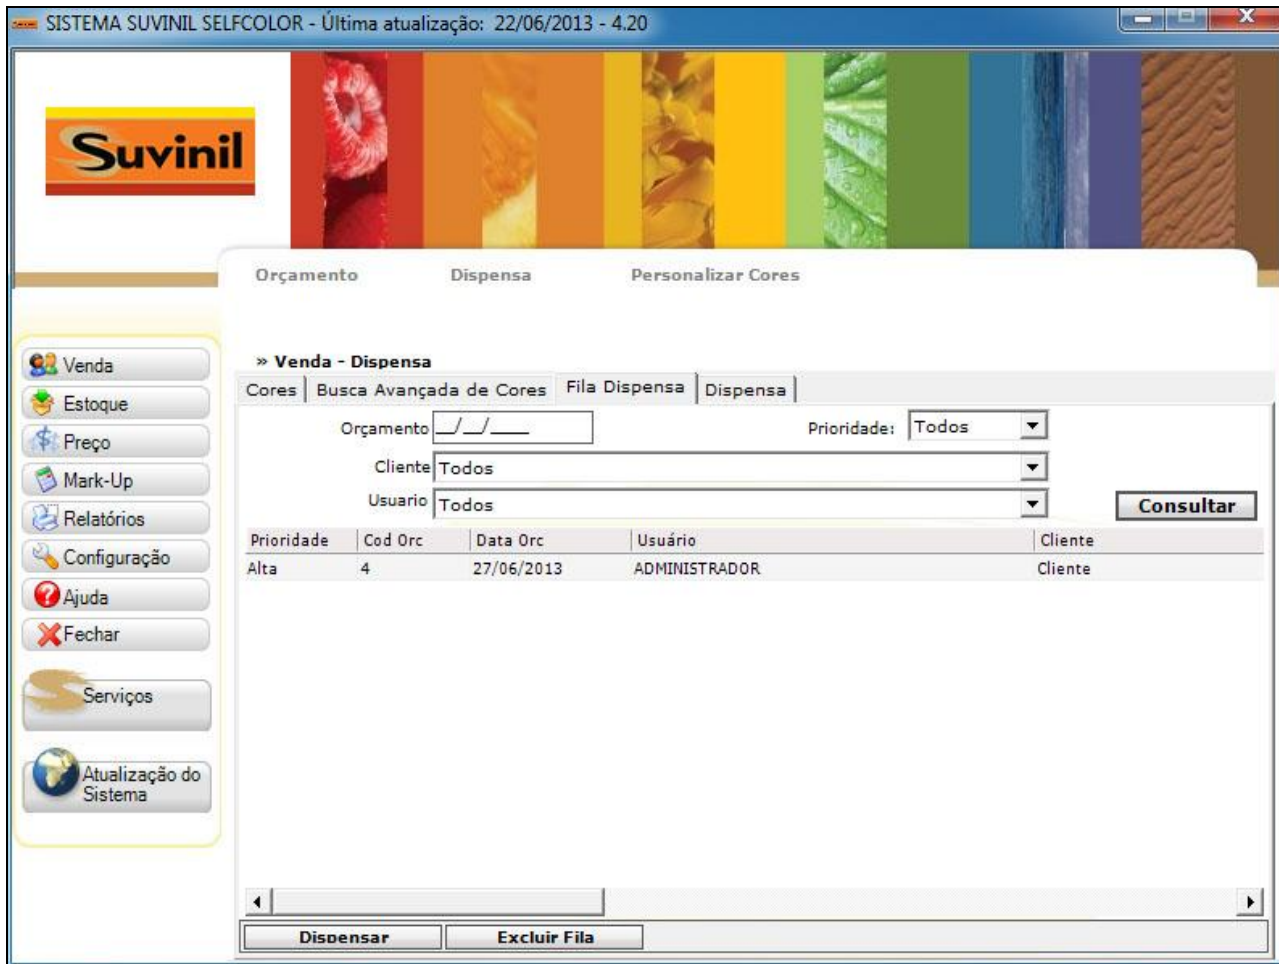 SISTEMA SUVINIL SELFCOLOR - Última atualização: 22/06/2013 - 4.20
Suvinil
Orçamento Dispensa Personalizar Cores
Venda
Estoque
Preço
Mark-Up
Relatórios
Configuração
Ajuda
Fechar
Serviços
Atualização do
Sistema
» Venda - Dispensa
Cores Busca Avançada de Cores Fila Dispensa Dispensa
Orçamento __/__/____ Prioridade: Todos
Cliente Todos
Usuario Todos
Consultar
Prioridade Cod Orc Data Orc Usuário Cliente
Alta 4 27/06/2013 ADMINISTRADOR Cliente
Dispensar Excluir Fila